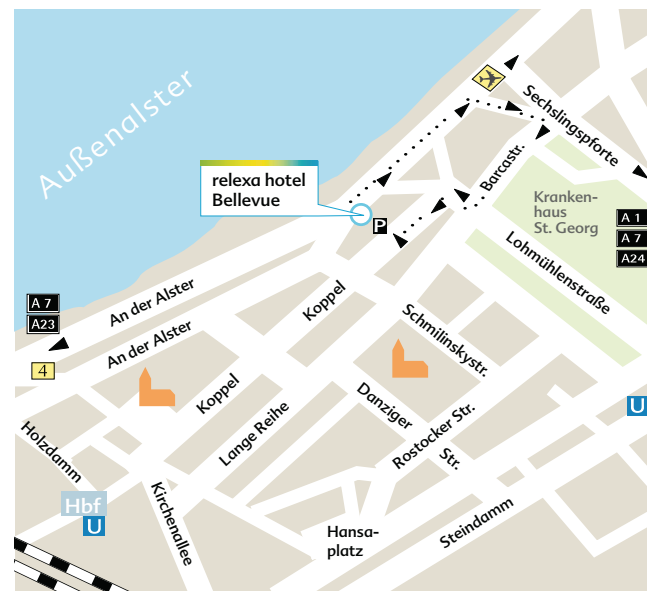 Außenalster
Sechslingspforte
relexa hotel
Bellevue
Barcastr.
Kranken-
haus
St. Georg
A 1
A 7
A24
P
Lohmühlenstraße
An der Alster
A 7
A23
Koppel
An der Alster
4
Schmilinskystr.
Koppel
Lange Reihe
Danziger
Str.
Rostocker Str.
U
Holzdamm
Hbf
U
Kirchenallee
Hansa-
platz
Steindamm